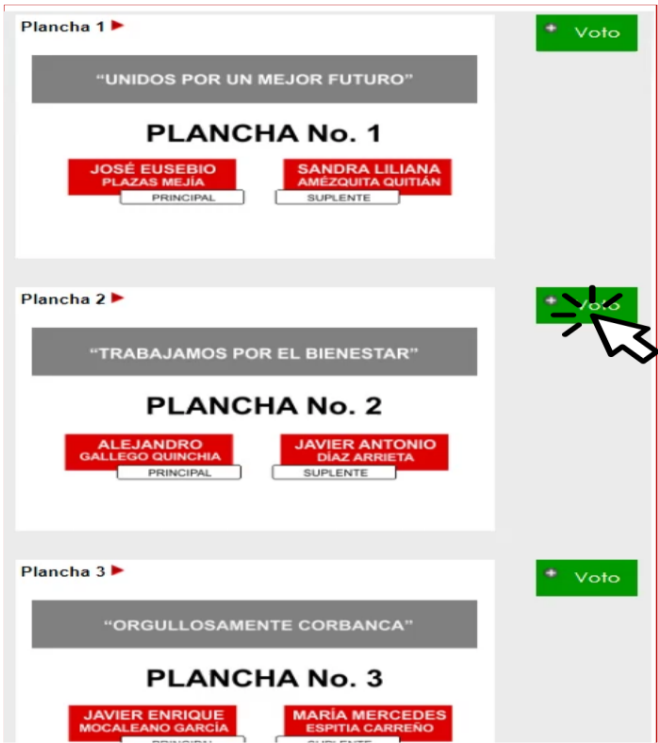 Plancha 1
Voto
“UNIDOS POR UN MEJOR FUTURO”
PLANCHA No. 1
JOSÉ EUSEBIO
PLAZAS MEJÍA
PRINCIPAL
SANDRA LILIANA
AMÉZQUITA QUITIÁN
SUPLENTE
Plancha 2
Voto
“TRABAJAMOS POR EL BIENESTAR”
PLANCHA No. 2
ALEJANDRO
GALLEGO QUINCHIA
PRINCIPAL
JAVIER ANTONIO
DÍAZ ARRIETA
SUPLENTE
Plancha 3
Voto
“ORGULLOSAMENTE CORBANCA”
PLANCHA No. 3
JAVIER ENRIQUE
MOCALEANO GARCÍA
PRINCIPAL
MARÍA MERCEDES
ESPITIA CARREÑO
SUPLENTE